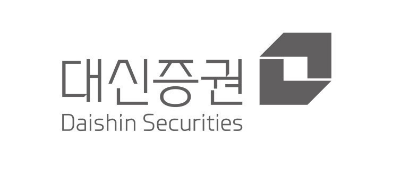 대신증권
Daishin Securities